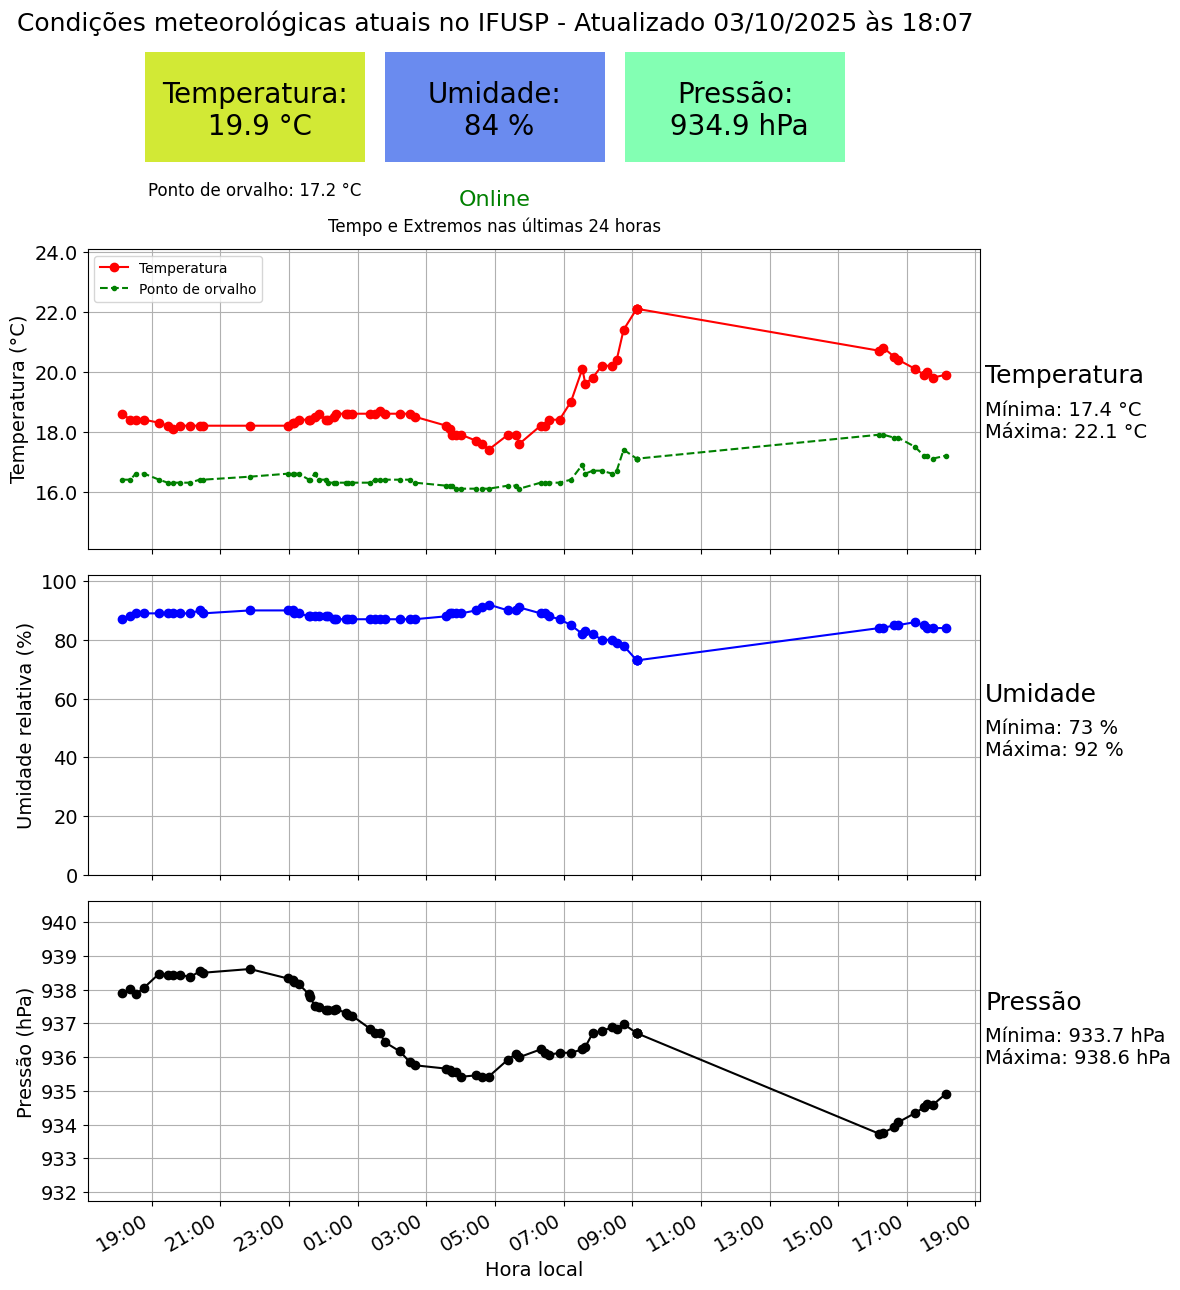 Condições meteorológicas atuais no IFUSP - Atualizado 03/10/2025 às 18:07
Temperatura:
19.9 °C
Umidade:
84 %
Pressão:
934.9 hPa
Ponto de orvalho: 17.2 °C
Online
Tempo e Extremos nas últimas 24 horas
Temperatura (°C)
24.0
22.0
20.0
18.0
16.0
Temperatura
Ponto de orvalho
Temperatura
Mínima: 17.4 °C
Máxima: 22.1 °C
Umidade relativa (%)
100
80
60
40
20
0
Umidade
Mínima: 73 %
Máxima: 92 %
Pressão (hPa)
940
939
938
937
936
935
934
933
932
Pressão
Mínima: 933.7 hPa
Máxima: 938.6 hPa
19:00
21:00
23:00
01:00
03:00
05:00
07:00
09:00
11:00
13:00
15:00
17:00
19:00
Hora local